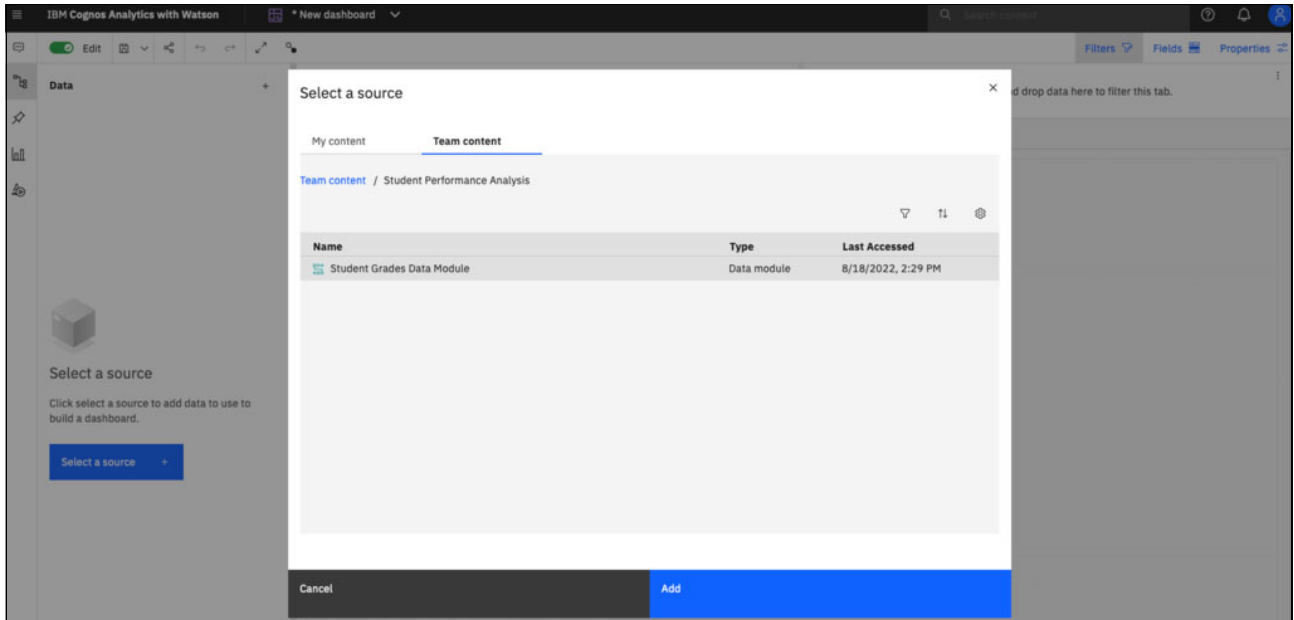 IBM Cognos Analytics with Watson
* New dashboard
Search content
Edit
Filters
Fields
Properties
Data
Select a source
d drop data here to filter this tab.
My content
Team content
Team content / Student Performance Analysis
Name Type Last Accessed
Student Grades Data Module Data module 8/18/2022, 2:29 PM
Select a source
Click select a source to add data to use to
build a dashboard.
Select a source
Cancel
Add